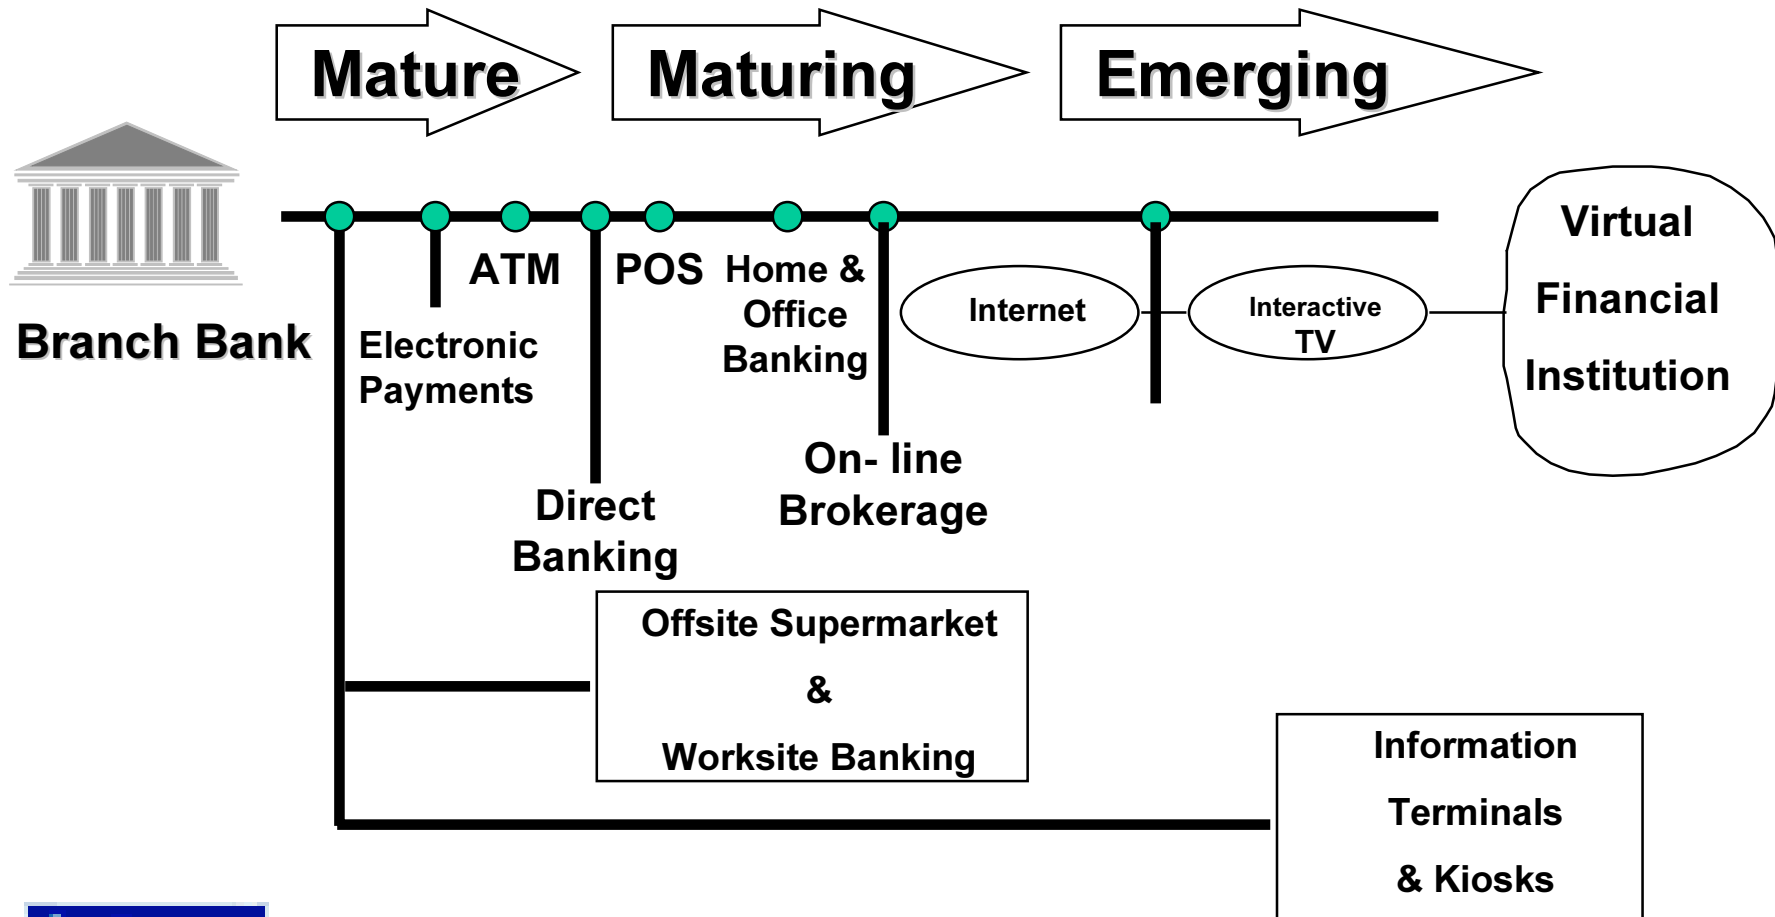 Mature
Maturing
Emerging
Branch Bank
Electronic
Payments
ATM
Direct
Banking
POS
Home &
Office
Banking
On- line
Brokerage
Internet
Interactive
TV
Virtual
Financial
Institution
Offsite Supermarket
&
Worksite Banking
Information
Terminals
& Kiosks